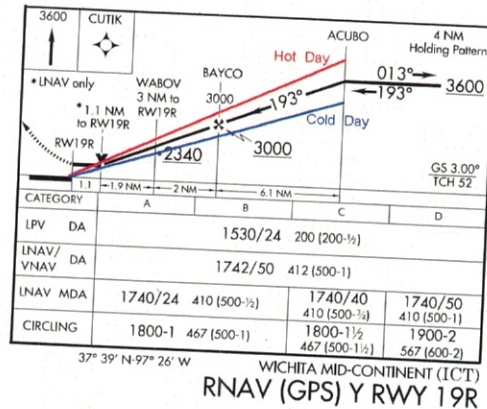 3600 CUTIK ACUBO 4 NM
Holding Pattern
Hot Day
*LNAV only WABOV BAYCO 013° 3600
3 NM to 3000 193° 193°
*1.1 NM RW19R
to RW19R
Cold Day
RW19R
*2340 3000
GS 3.00°
TCH 52
1.1 1.9 NM 2 NM 6.1 NM
CATEGORY A B C D
LPV DA 1530/24 200 (200-½)
LNAV/
VNAV DA 1742/50 412 (500-1)
LNAV MDA 1740/24 410 (500-½) 1740/40 1740/50
410 (500-¾) 410 (500-1)
CIRCLING 1800-1 467 (500-1) 1800-1½ 1900-2
467 (500-1½) 567 (600-2)
37° 39' N-97° 26' W WICHITA MID-CONTINENT (ICT)
RNAV (GPS) Y RWY 19R